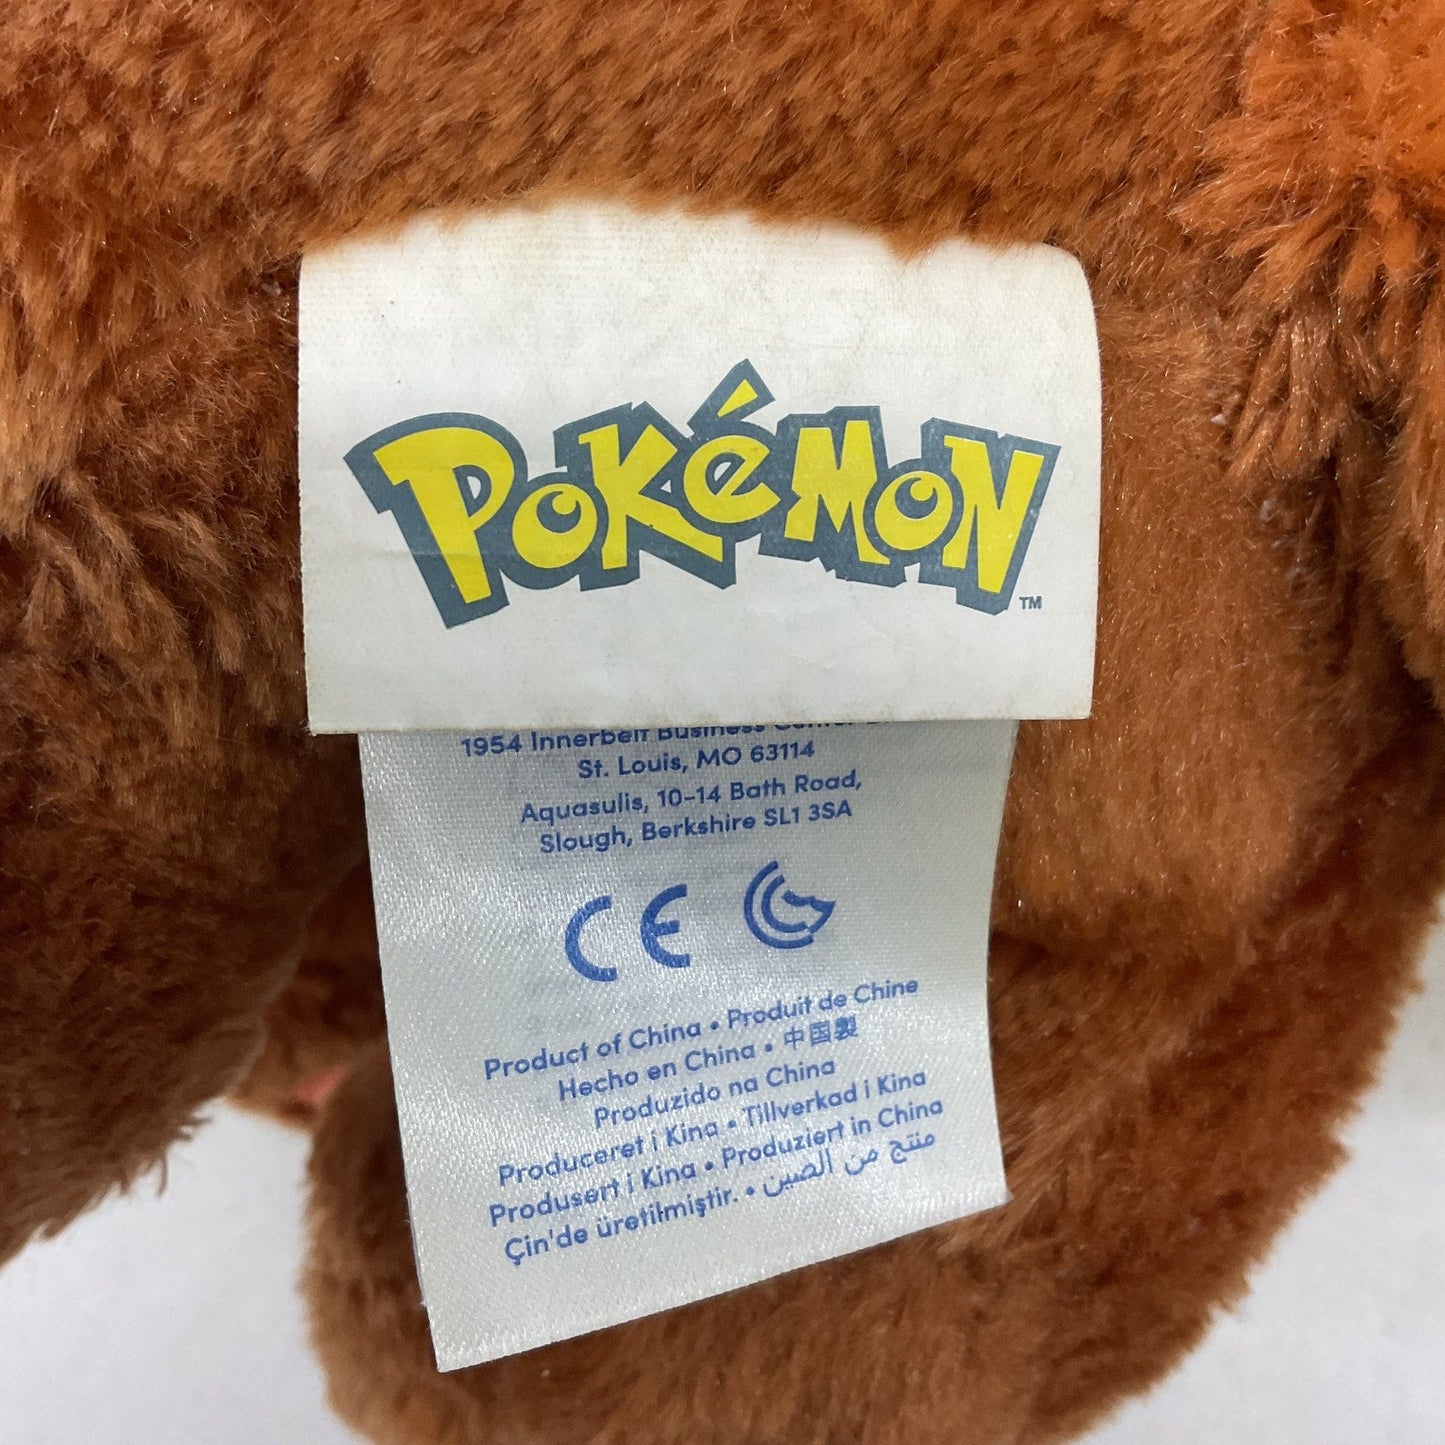 POKéMON
TM
1954 Innerbelt Business Center
St. Louis, MO 63114
Aquasulis, 10-14 Bath Road,
Slough, Berkshire SL1 3SA
CE
Product of China • Produit de Chine
Hecho en China • 中国製
Produzido na China
Produceret i Kina • Tillverkad i Kina
Produsert i Kina • Produziert in China
Çin'de üretilmiştir. • منتج من الصين